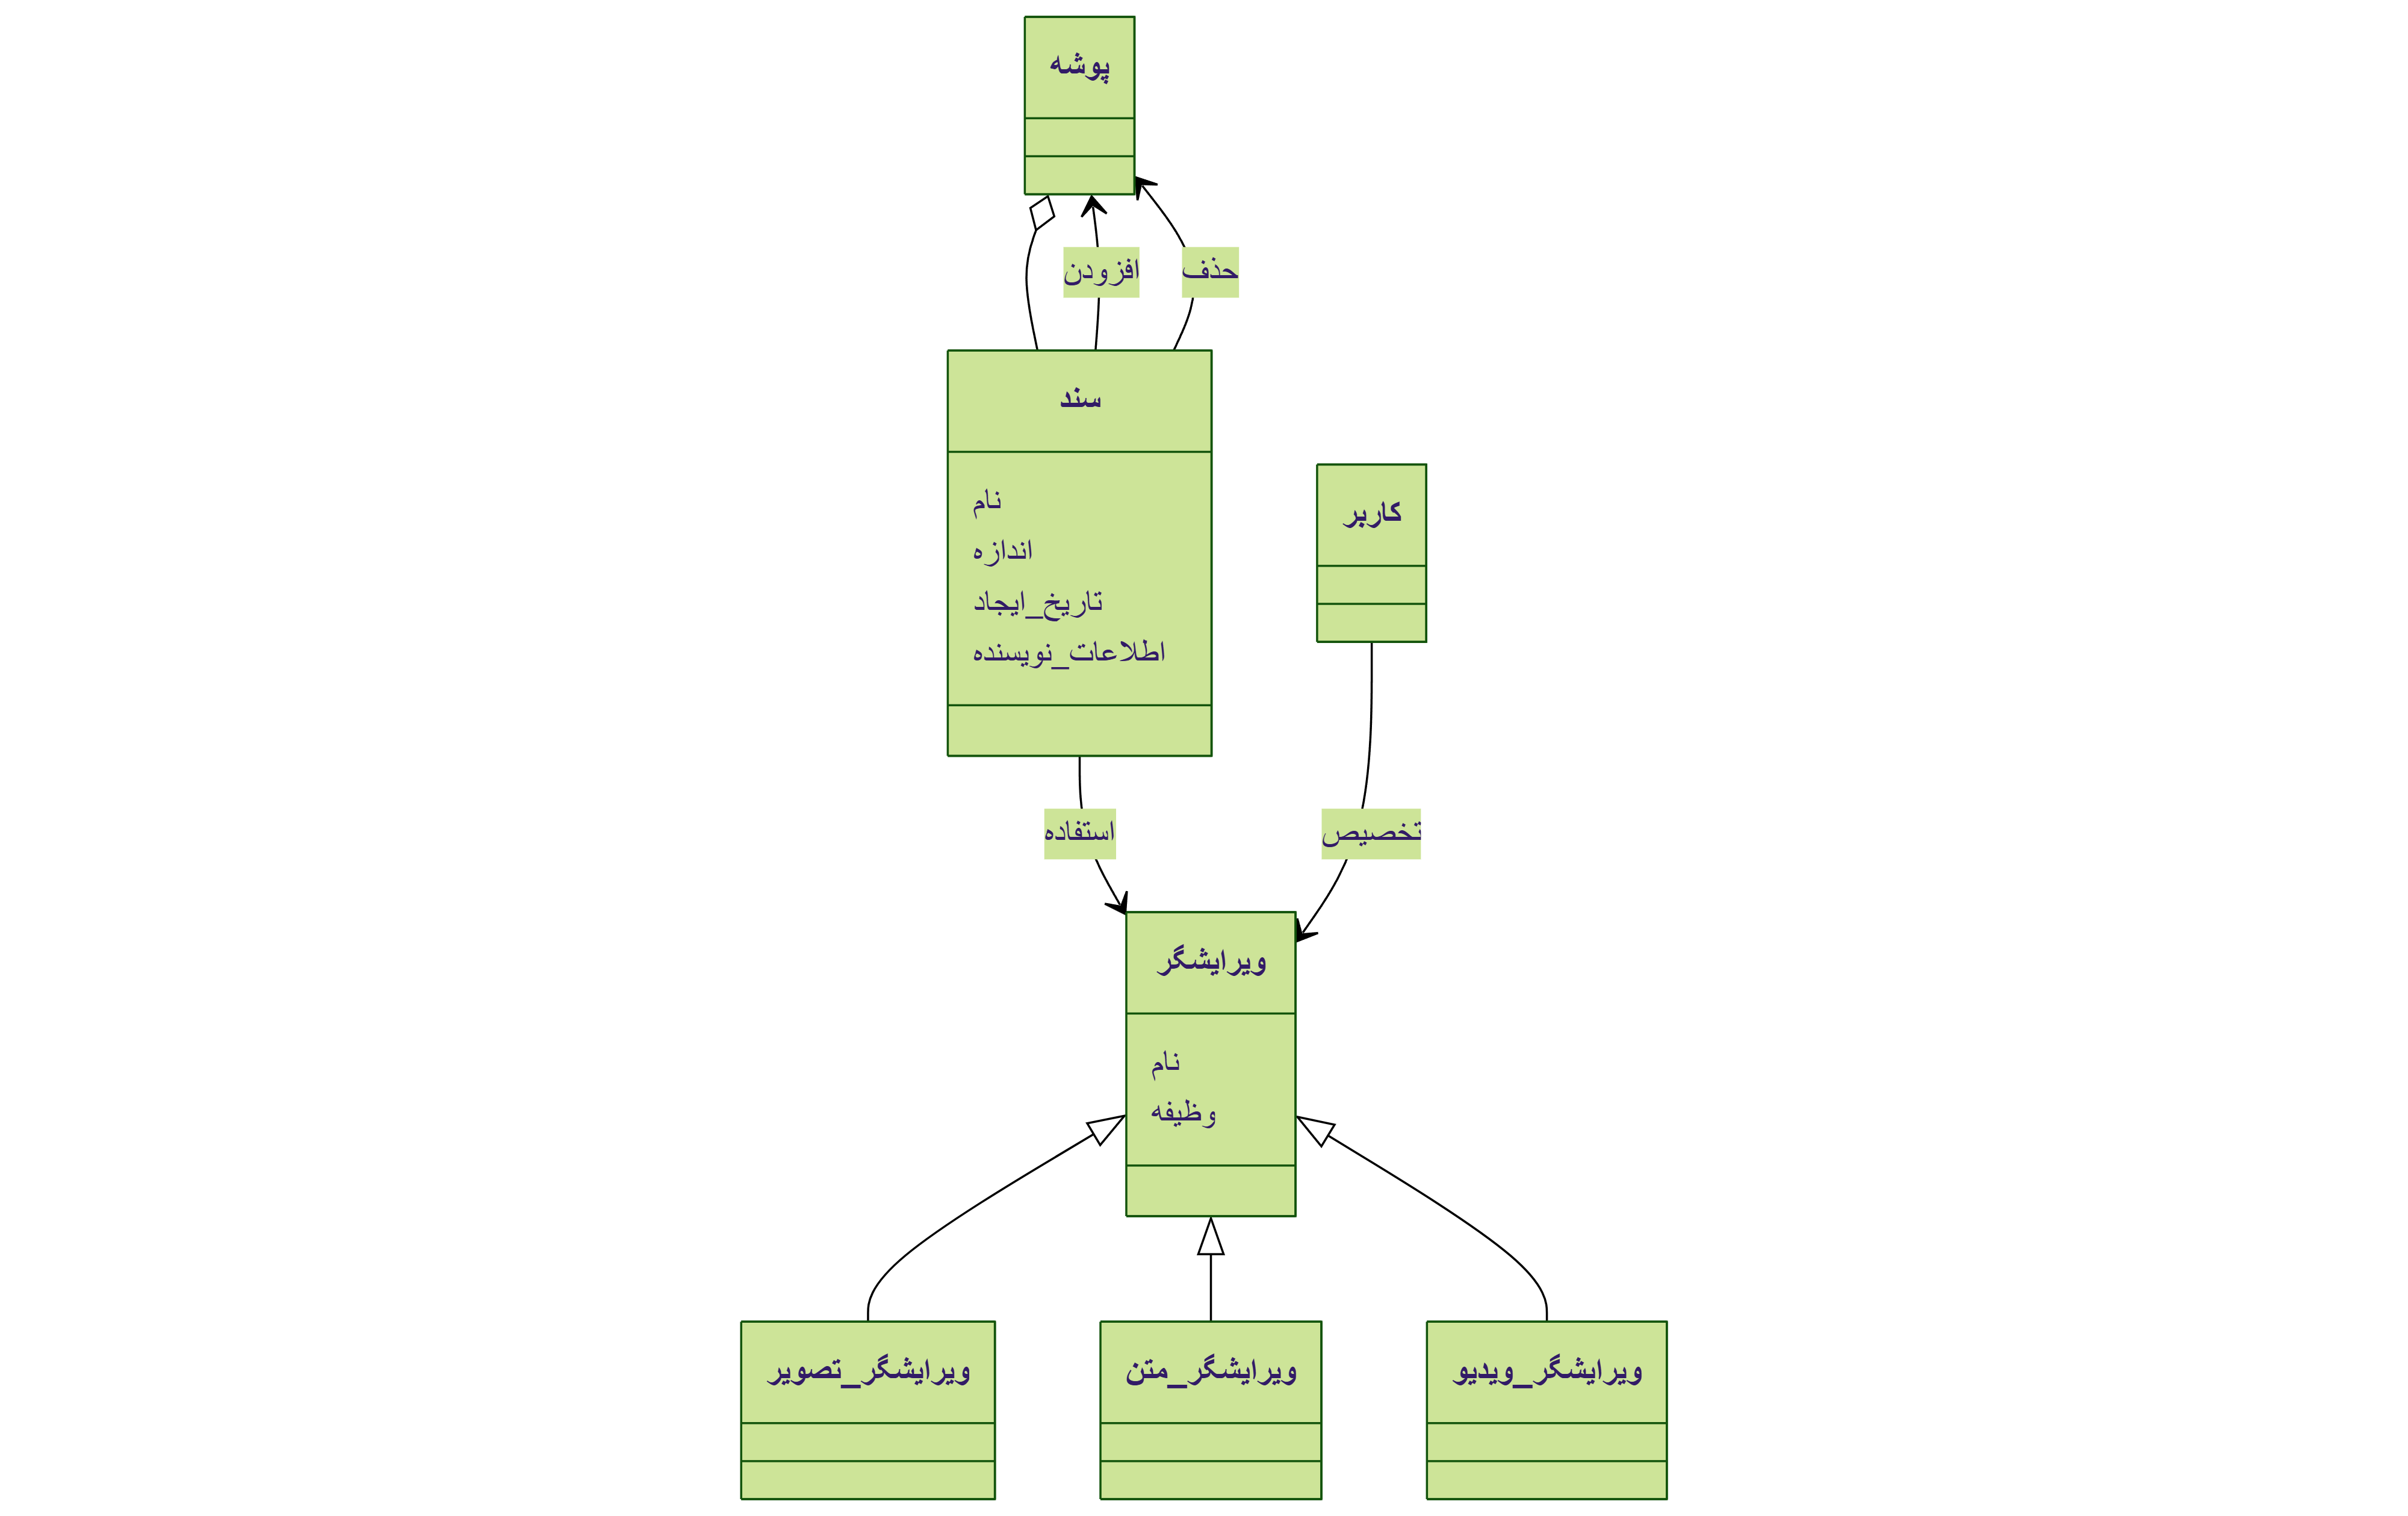 پوشه
افزودن
حذف
سند
نام
اندازه
تاریخ_ایجاد
اطلاعات_نویسنده
کاربر
استفاده
تخصیص
ویرایشگر
نام
وظیفه
ویرایشگر_تصویر
ویرایشگر_متن
ویرایشگر_ویدیو